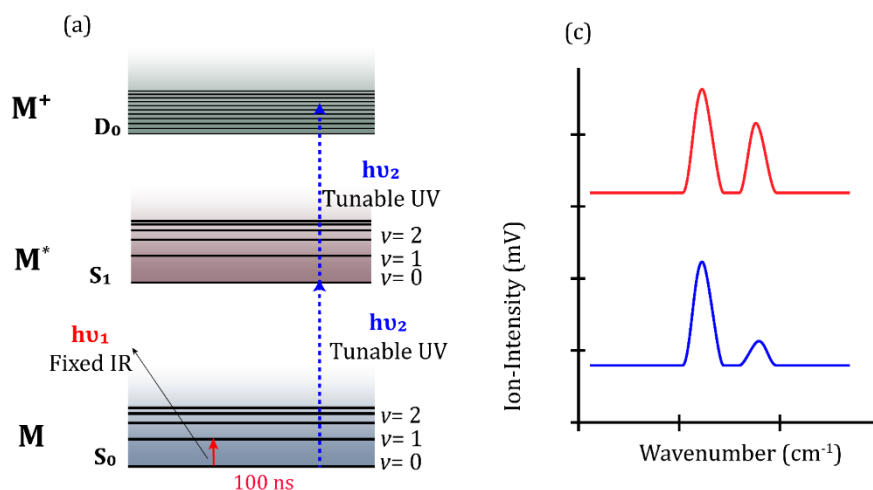 (a)
M⁺
D₀
hυ₂
Tunable UV
v= 2
v= 1
v= 0
M*
S₁
hυ₁
Fixed IR
hυ₂
Tunable UV
v= 2
v= 1
v= 0
M
S₀
100 ns
(c)
Ion-Intensity (mV)
Wavenumber (cm⁻¹)